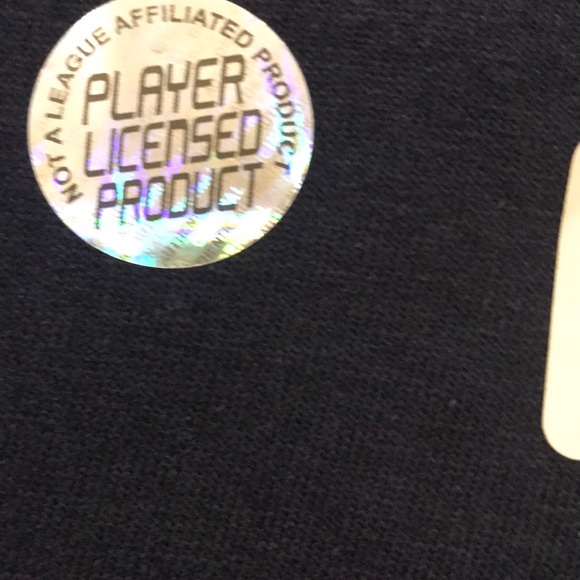 NOT A LEAGUE AFFILIATED PRODUCT
PLAYER
LICENSED
PRODUCT